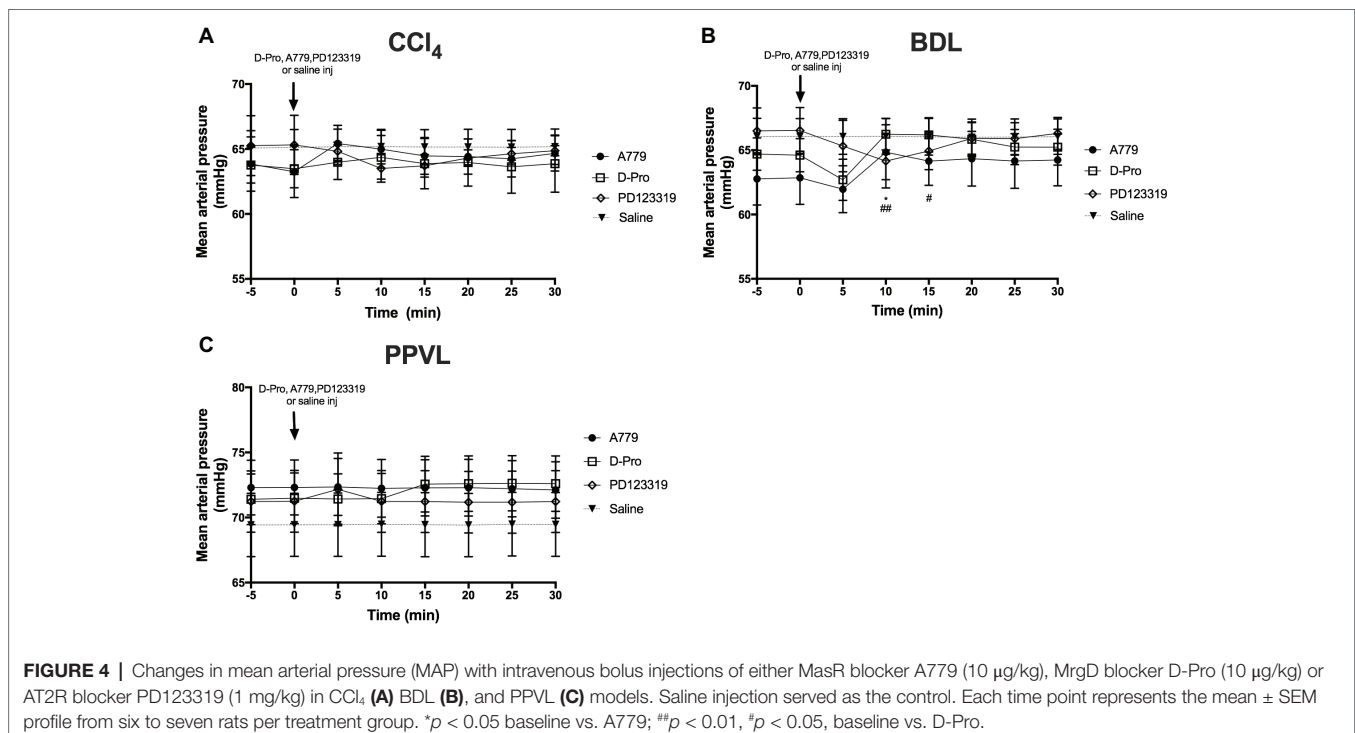 A
CCl₄
D-Pro, A779,PD123319
or saline inj
70
65
60
55
Mean arterial pressure
(mmHg)
-5 0 5 10 15 20 25 30
Time (min)
A779
D-Pro
PD123319
Saline
B
BDL
D-Pro, A779,PD123319
or saline inj
70
65
60
55
Mean arterial pressure
(mmHg)
*
##
#
-5 0 5 10 15 20 25 30
Time (min)
A779
D-Pro
PD123319
Saline
C
PPVL
D-Pro, A779,PD123319
or saline inj
80
75
70
65
Mean arterial pressure
(mmHg)
-5 0 5 10 15 20 25 30
Time (min)
A779
D-Pro
PD123319
Saline
FIGURE 4 | Changes in mean arterial pressure (MAP) with intravenous bolus injections of either MasR blocker A779 (10 μg/kg), MrgD blocker D-Pro (10 μg/kg) or
AT2R blocker PD123319 (1 mg/kg) in CCl₄ (A) BDL (B), and PPVL (C) models. Saline injection served as the control. Each time point represents the mean ± SEM
profile from six to seven rats per treatment group. *p < 0.05 baseline vs. A779; ##p < 0.01, #p < 0.05, baseline vs. D-Pro.